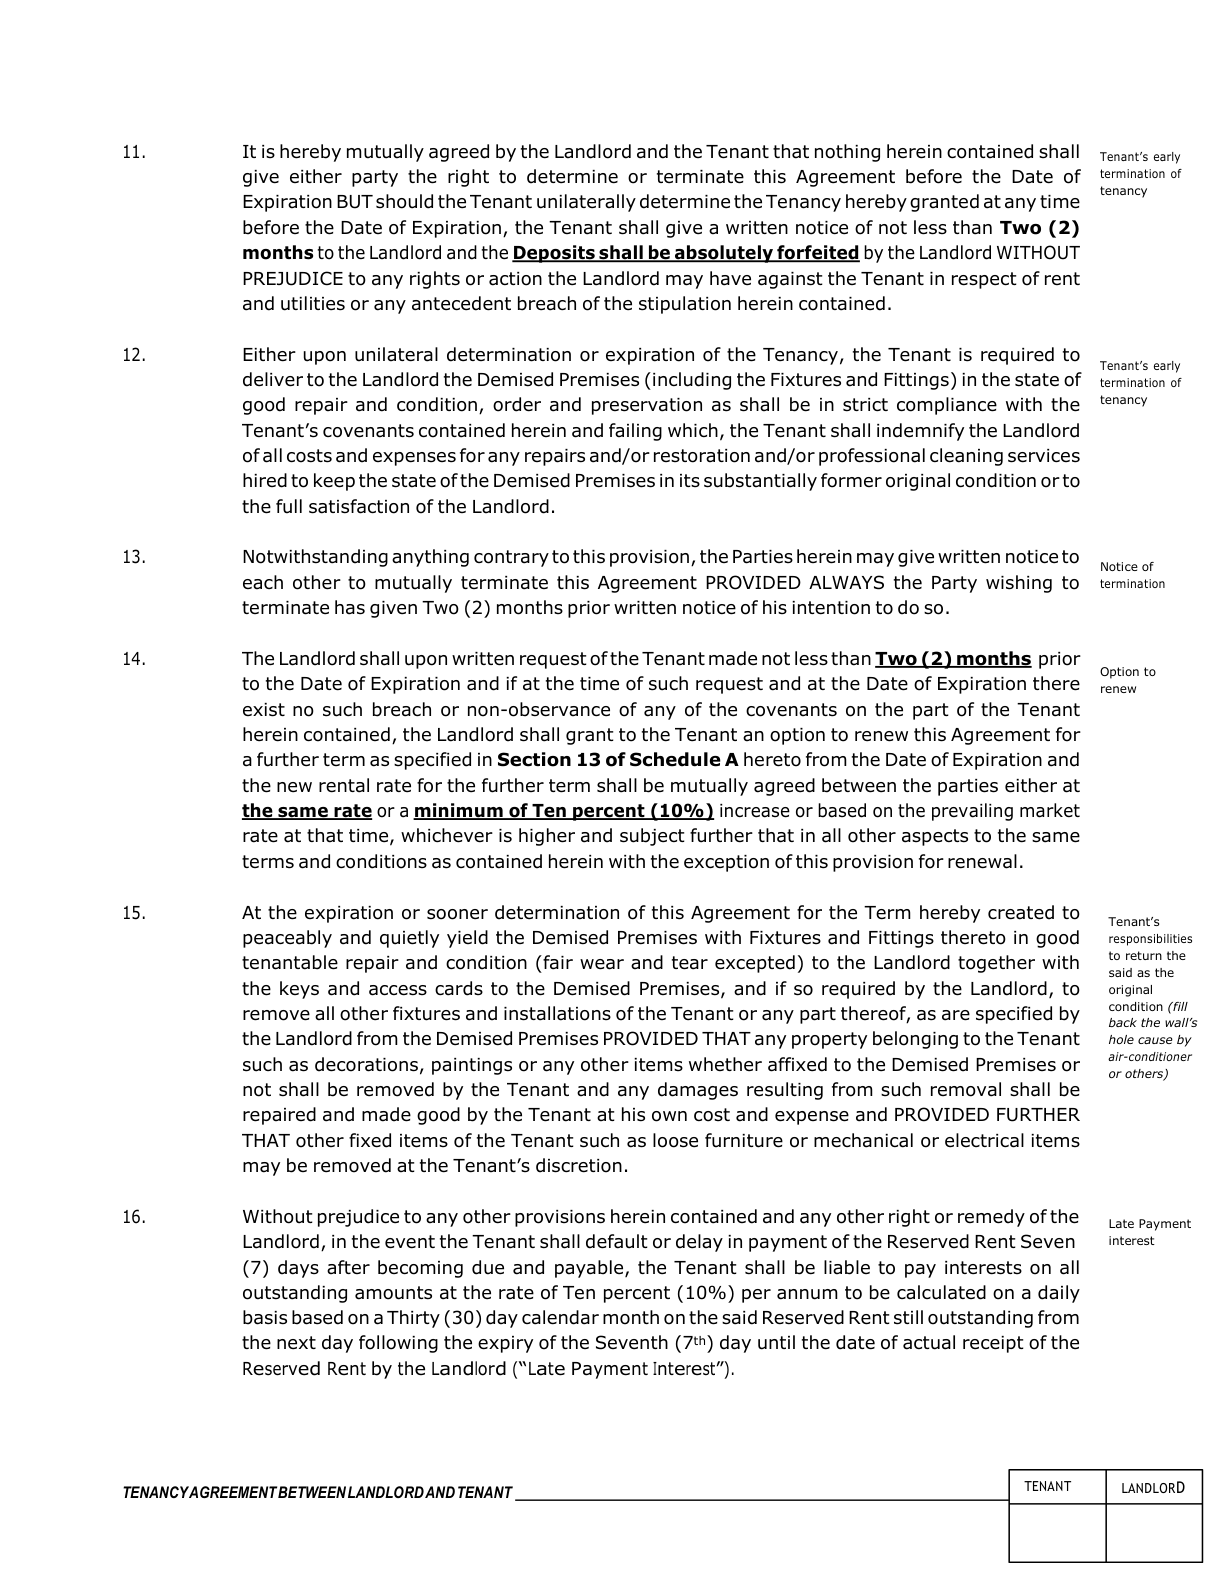 11.
It is hereby mutually agreed by the Landlord and the Tenant that nothing herein contained shall
give either party the right to determine or terminate this Agreement before the Date of
Expiration BUT should the Tenant unilaterally determine the Tenancy hereby granted at any time
before the Date of Expiration, the Tenant shall give a written notice of not less than Two (2)
months to the Landlord and the Deposits shall be absolutely forfeited by the Landlord WITHOUT
PREJUDICE to any rights or action the Landlord may have against the Tenant in respect of rent
and utilities or any antecedent breach of the stipulation herein contained.
Tenant’s early
termination of
tenancy
12.
Either upon unilateral determination or expiration of the Tenancy, the Tenant is required to
deliver to the Landlord the Demised Premises (including the Fixtures and Fittings) in the state of
good repair and condition, order and preservation as shall be in strict compliance with the
Tenant’s covenants contained herein and failing which, the Tenant shall indemnify the Landlord
of all costs and expenses for any repairs and/or restoration and/or professional cleaning services
hired to keep the state of the Demised Premises in its substantially former original condition or to
the full satisfaction of the Landlord.
Tenant’s early
termination of
tenancy
13.
Notwithstanding anything contrary to this provision, the Parties herein may give written notice to
each other to mutually terminate this Agreement PROVIDED ALWAYS the Party wishing to
terminate has given Two (2) months prior written notice of his intention to do so.
Notice of
termination
14.
The Landlord shall upon written request of the Tenant made not less than Two (2) months prior
to the Date of Expiration and if at the time of such request and at the Date of Expiration there
exist no such breach or non-observance of any of the covenants on the part of the Tenant
herein contained, the Landlord shall grant to the Tenant an option to renew this Agreement for
a further term as specified in Section 13 of Schedule A hereto from the Date of Expiration and
the new rental rate for the further term shall be mutually agreed between the parties either at
the same rate or a minimum of Ten percent (10%) increase or based on the prevailing market
rate at that time, whichever is higher and subject further that in all other aspects to the same
terms and conditions as contained herein with the exception of this provision for renewal.
Option to
renew
15.
At the expiration or sooner determination of this Agreement for the Term hereby created to
peaceably and quietly yield the Demised Premises with Fixtures and Fittings thereto in good
tenantable repair and condition (fair wear and tear excepted) to the Landlord together with
the keys and access cards to the Demised Premises, and if so required by the Landlord, to
remove all other fixtures and installations of the Tenant or any part thereof, as are specified by
the Landlord from the Demised Premises PROVIDED THAT any property belonging to the Tenant
such as decorations, paintings or any other items whether affixed to the Demised Premises or
not shall be removed by the Tenant and any damages resulting from such removal shall be
repaired and made good by the Tenant at his own cost and expense and PROVIDED FURTHER
THAT other fixed items of the Tenant such as loose furniture or mechanical or electrical items
may be removed at the Tenant’s discretion.
Tenant’s
responsibilities
to return the
said as the
original
condition (fill
back the wall’s
hole cause by
air-conditioner
or others)
16.
Without prejudice to any other provisions herein contained and any other right or remedy of the
Landlord, in the event the Tenant shall default or delay in payment of the Reserved Rent Seven
(7) days after becoming due and payable, the Tenant shall be liable to pay interests on all
outstanding amounts at the rate of Ten percent (10%) per annum to be calculated on a daily
basis based on a Thirty (30) day calendar month on the said Reserved Rent still outstanding from
the next day following the expiry of the Seventh (7th) day until the date of actual receipt of the
Reserved Rent by the Landlord (“Late Payment Interest”).
Late Payment
interest
TENANCY AGREEMENT BETWEEN LANDLORD AND TENANT
TENANT
LANDLORD